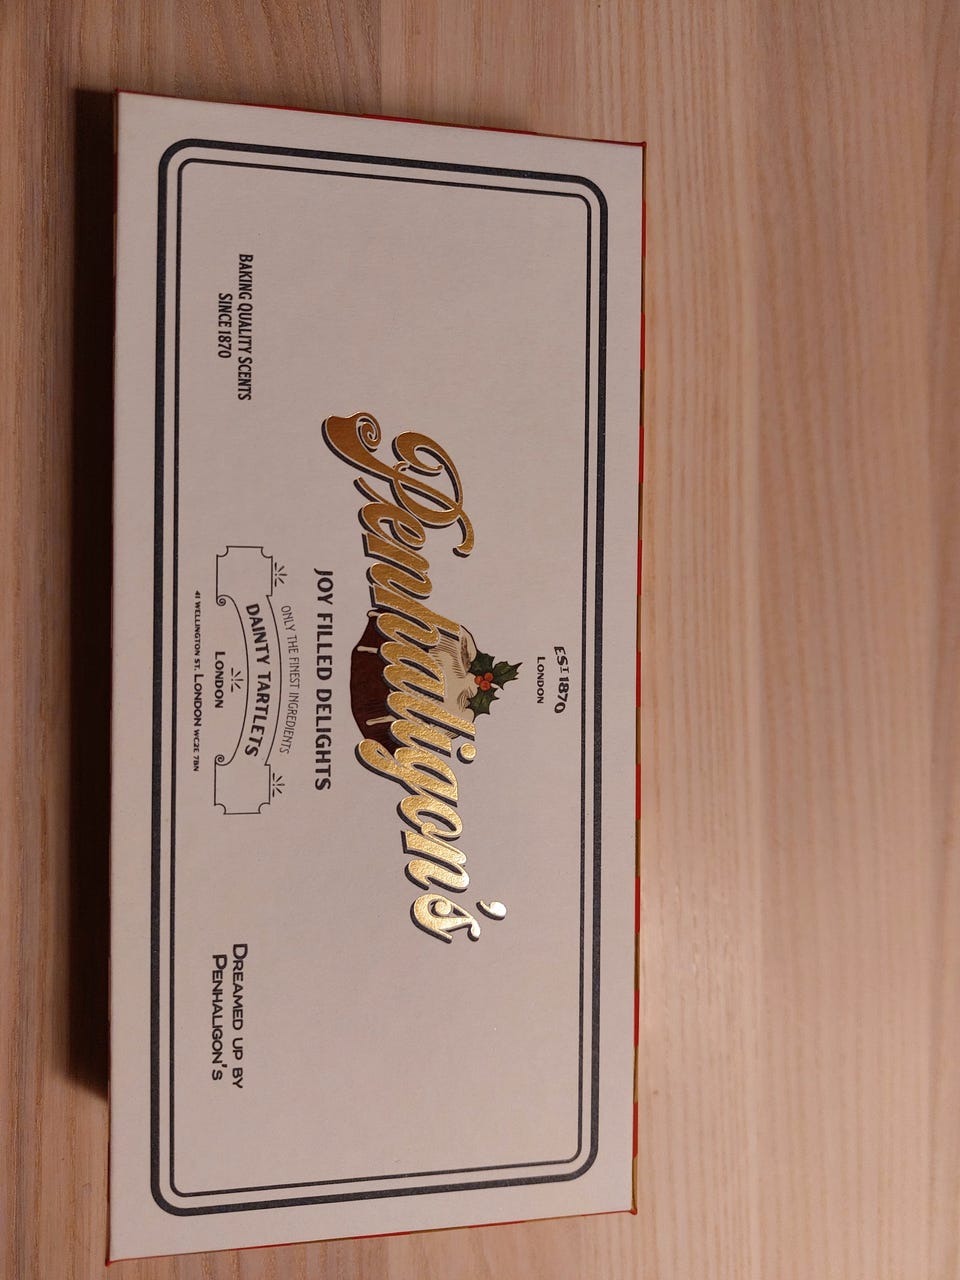 EST 1870
LONDON
Penhaligon's
JOY FILLED DELIGHTS
ONLY THE FINEST INGREDIENTS
DAINTY TARTLETS
LONDON
41 WELLINGTON ST. LONDON WC2E 7BN
BAKING QUALITY SCENTS
SINCE 1870
DREAMED UP BY
PENHALIGON'S